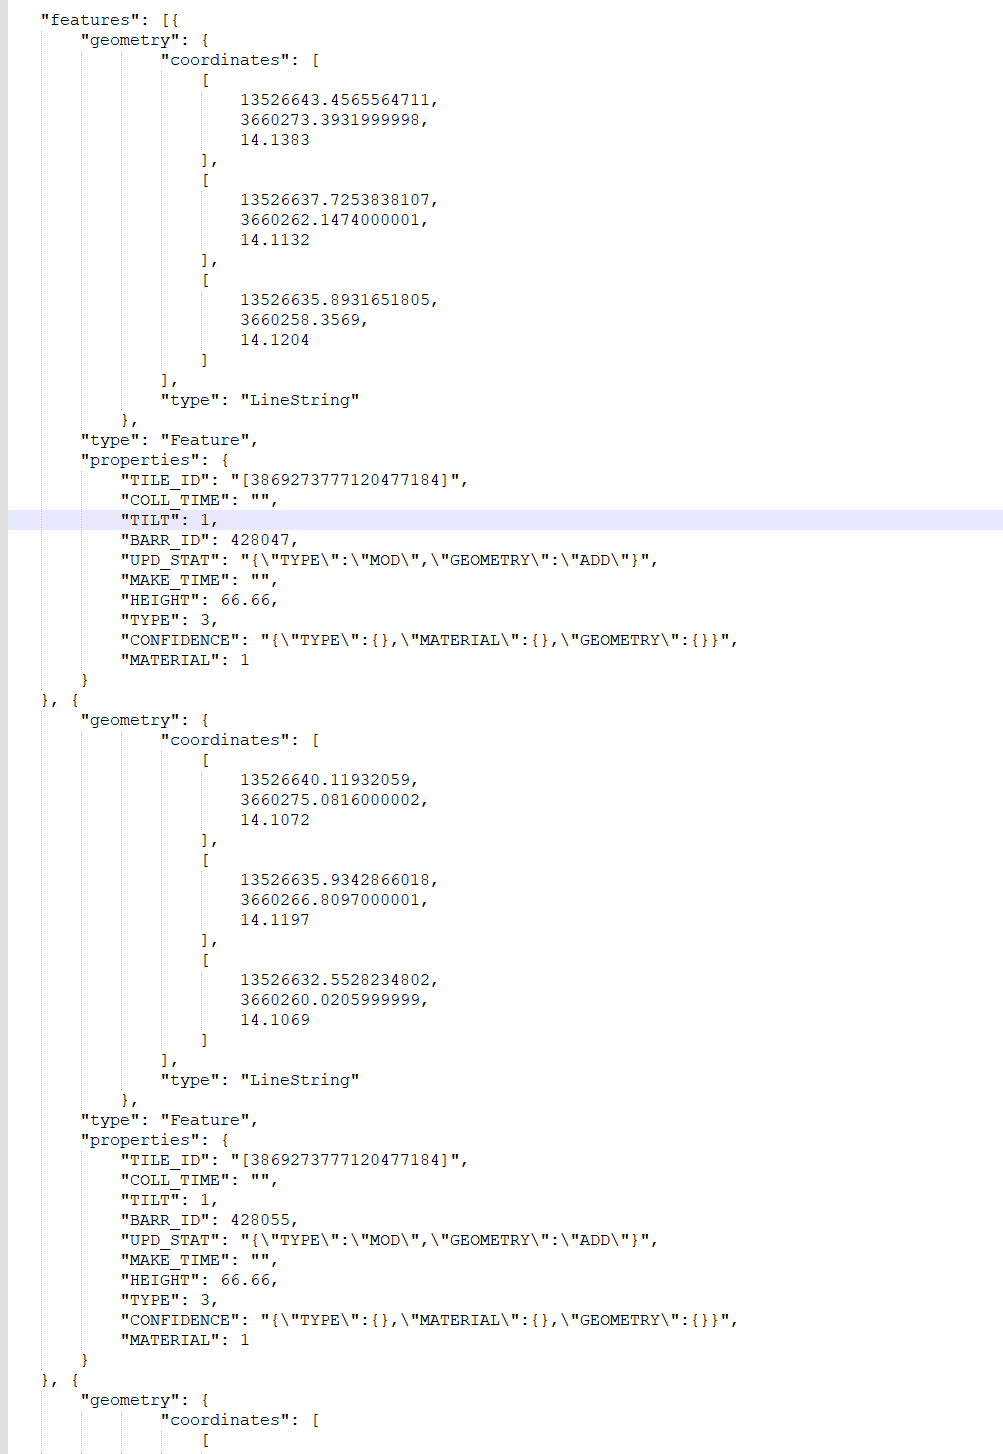 "features": [{
"geometry": {
"coordinates": [
[
13526643.4565564711,
3660273.3931999998,
14.1383
],
[
13526637.7253838107,
3660262.1474000001,
14.1132
],
[
13526635.8931651805,
3660258.3569,
14.1204
]
],
"type": "LineString"
},
"type": "Feature",
"properties": {
"TILE_ID": "[3869273777120477184]",
"COLL_TIME": "",
"TILT": 1,
"BARR_ID": 428047,
"UPD_STAT": "{\"TYPE\":\"MOD\",\"GEOMETRY\":\"ADD\"}",
"MAKE_TIME": "",
"HEIGHT": 66.66,
"TYPE": 3,
"CONFIDENCE": "{\"TYPE\":{},\"MATERIAL\":{},\"GEOMETRY\":{}}",
"MATERIAL": 1
}
}, {
"geometry": {
"coordinates": [
[
13526640.11932059,
3660275.0816000002,
14.1072
],
[
13526635.9342866018,
3660266.8097000001,
14.1197
],
[
13526632.5528234802,
3660260.0205999999,
14.1069
]
],
"type": "LineString"
},
"type": "Feature",
"properties": {
"TILE_ID": "[3869273777120477184]",
"COLL_TIME": "",
"TILT": 1,
"BARR_ID": 428055,
"UPD_STAT": "{\"TYPE\":\"MOD\",\"GEOMETRY\":\"ADD\"}",
"MAKE_TIME": "",
"HEIGHT": 66.66,
"TYPE": 3,
"CONFIDENCE": "{\"TYPE\":{},\"MATERIAL\":{},\"GEOMETRY\":{}}",
"MATERIAL": 1
}
}, {
"geometry": {
"coordinates": [
[